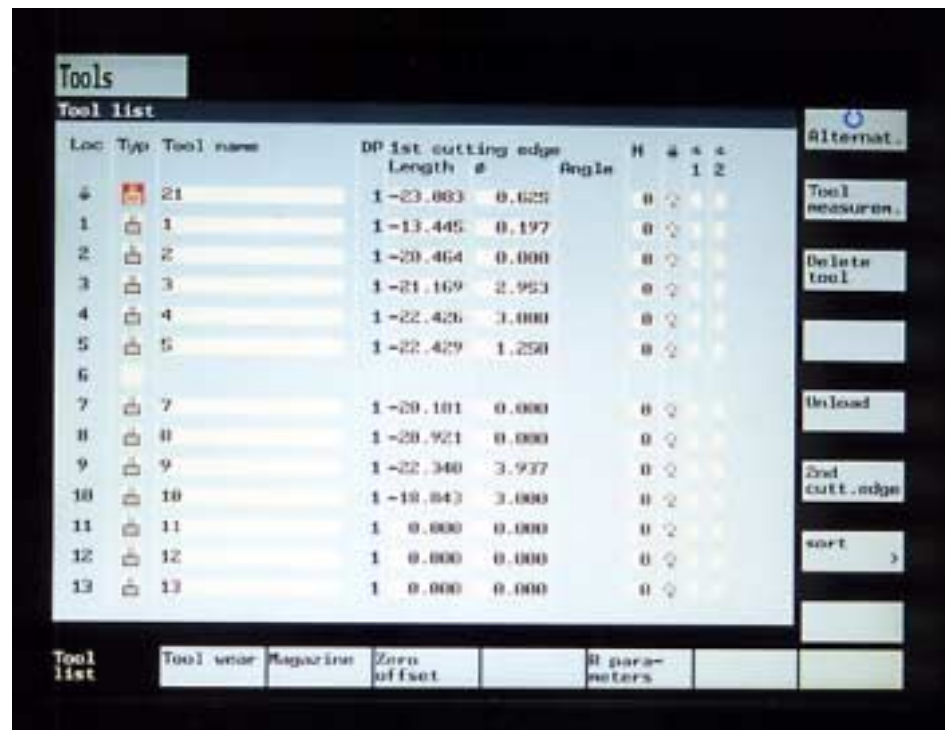 Tools
Tool list
Loc Typ Tool name DP 1st cutting edge H
Length ø Angle 1 2
21 1 -23.083 0.625 0
1 1 1 -13.445 0.197 0
2 2 1 -20.464 0.000 0
3 3 1 -21.169 2.953 0
4 4 1 -22.426 3.000 0
5 5 1 -22.429 1.250 0
6
7 7 1 -20.101 0.000 0
8 8 1 -20.921 0.000 0
9 9 1 -22.340 3.937 0
10 10 1 -18.843 3.000 0
11 11 1 0.000 0.000 0
12 12 1 0.000 0.000 0
13 13 1 0.000 0.000 0
Alternat.
Tool
measurem.
Delete
tool
Unload
2nd
cutt.edge
sort >
Tool
list
Tool wear
Magazine
Zero
offset
R para-
meters